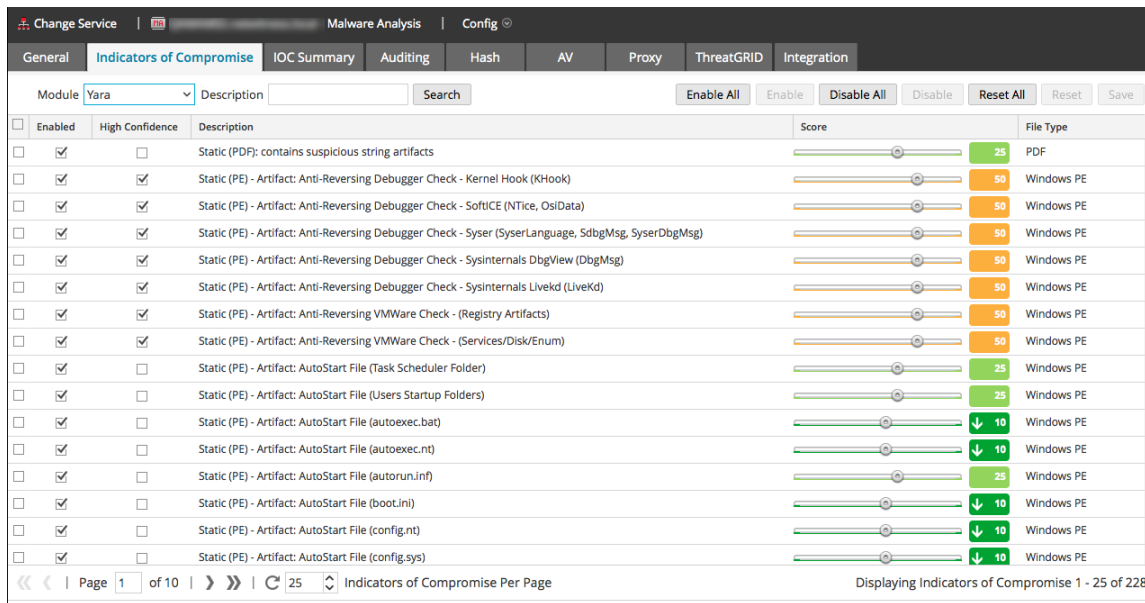 Change Service | MA Malware Analysis | Config
General Indicators of Compromise IOC Summary Auditing Hash AV Proxy ThreatGRID Integration
Module Yara Description Search Enable All Enable Disable All Disable Reset All Reset Save
Enabled High Confidence Description Score File Type
Static (PDF): contains suspicious string artifacts 25 PDF
Static (PE) - Artifact: Anti-Reversing Debugger Check - Kernel Hook (KHook) 50 Windows PE
Static (PE) - Artifact: Anti-Reversing Debugger Check - SoftICE (NTice, OsiData) 50 Windows PE
Static (PE) - Artifact: Anti-Reversing Debugger Check - Syser (SyserLanguage, SdbgMsg, SyserDbgMsg) 50 Windows PE
Static (PE) - Artifact: Anti-Reversing Debugger Check - Sysinternals DbgView (DbgMsg) 50 Windows PE
Static (PE) - Artifact: Anti-Reversing Debugger Check - Sysinternals Livekd (LiveKd) 50 Windows PE
Static (PE) - Artifact: Anti-Reversing VMWare Check - (Registry Artifacts) 50 Windows PE
Static (PE) - Artifact: Anti-Reversing VMWare Check - (Services/Disk/Enum) 50 Windows PE
Static (PE) - Artifact: AutoStart File (Task Scheduler Folder) 25 Windows PE
Static (PE) - Artifact: AutoStart File (Users Startup Folders) 25 Windows PE
Static (PE) - Artifact: AutoStart File (autoexec.bat) 10 Windows PE
Static (PE) - Artifact: AutoStart File (autoexec.nt) 10 Windows PE
Static (PE) - Artifact: AutoStart File (autorun.inf) 25 Windows PE
Static (PE) - Artifact: AutoStart File (boot.ini) 10 Windows PE
Static (PE) - Artifact: AutoStart File (config.nt) 10 Windows PE
Static (PE) - Artifact: AutoStart File (config.sys) 10 Windows PE
| Page 1 of 10 | | 25 Indicators of Compromise Per Page Displaying Indicators of Compromise 1 - 25 of 228